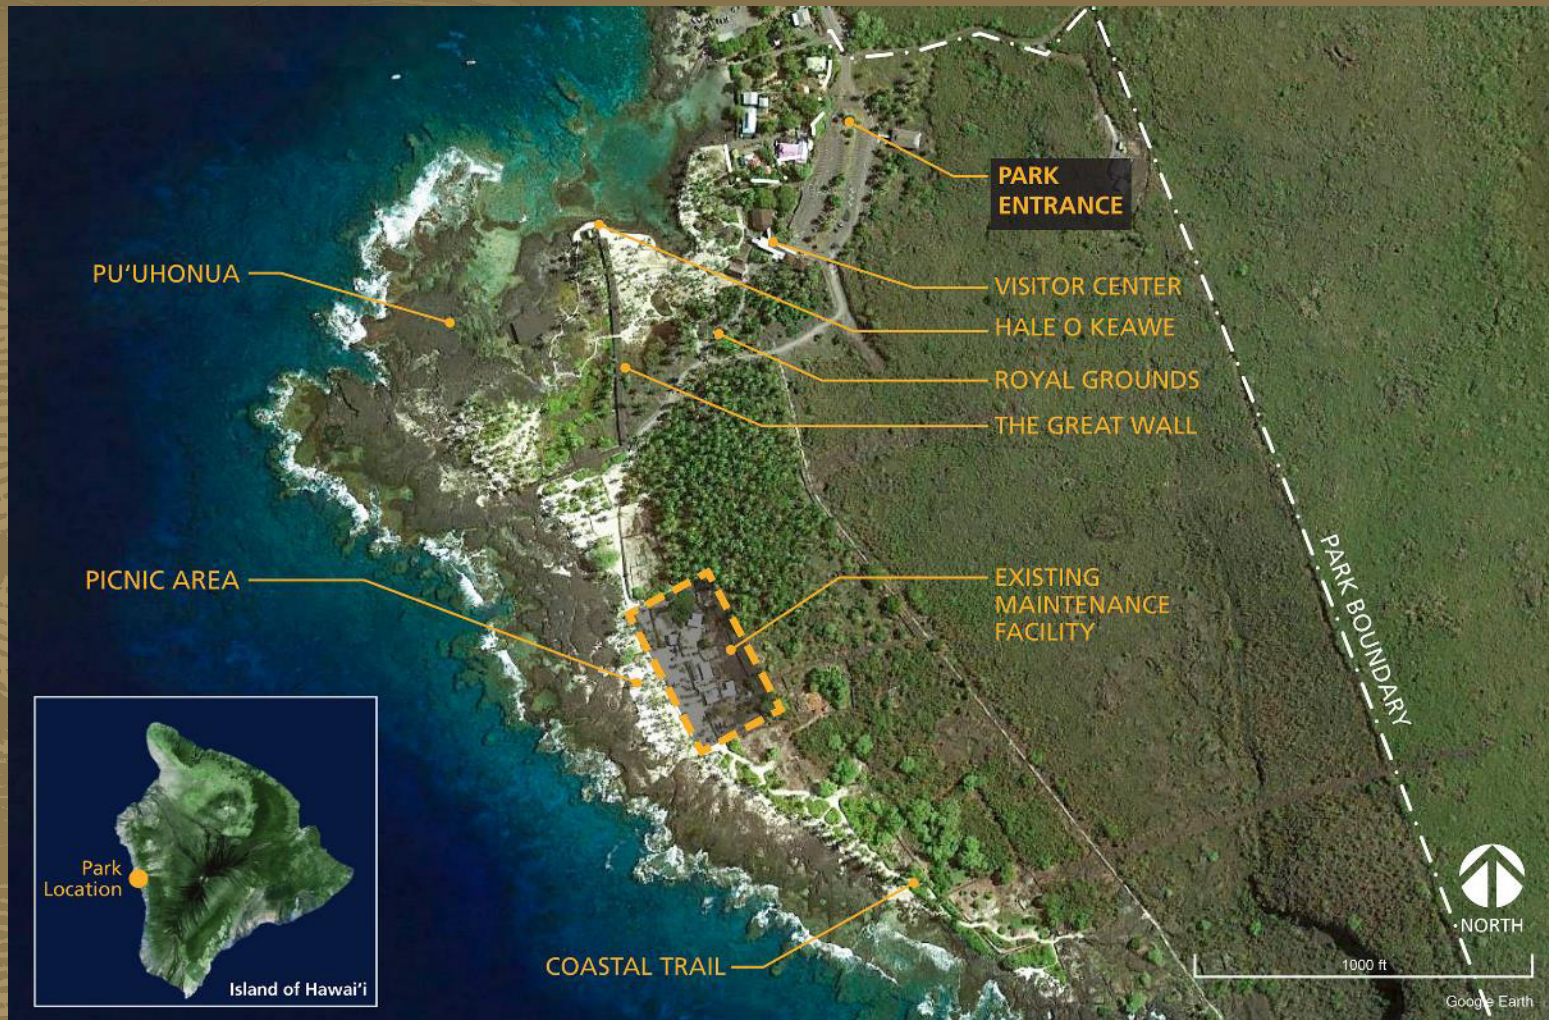 PARK
ENTRANCE
PU'UHONUA
VISITOR CENTER
HALE O KEAWE
ROYAL GROUNDS
THE GREAT WALL
PICNIC AREA
EXISTING
MAINTENANCE
FACILITY
PARK BOUNDARY
Park
Location
Island of Hawai'i
COASTAL TRAIL
NORTH
1000 ft
Google Earth